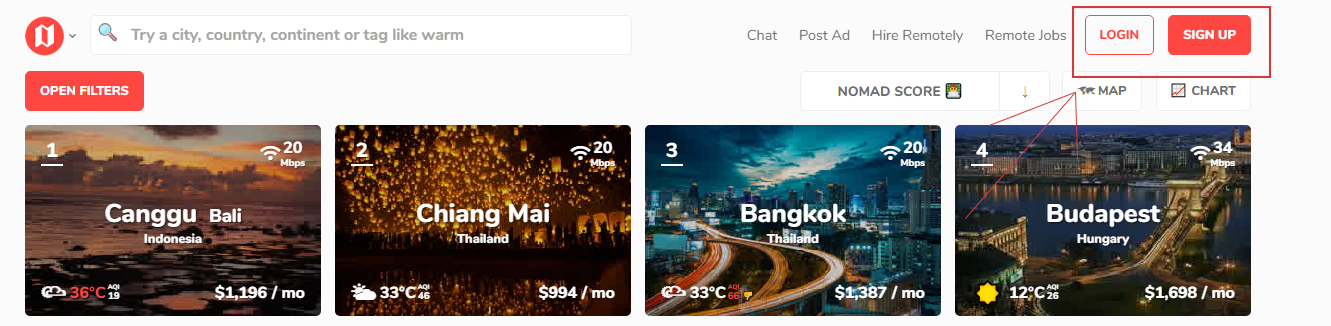 Try a city, country, continent or tag like warm
Chat Post Ad Hire Remotely Remote Jobs LOGIN SIGN UP
OPEN FILTERS
NOMAD SCORE ↓ MAP CHART
1 20 Mbps
Canggu Bali
Indonesia
36°C AQI 19 $1,196 / mo
2 20 Mbps
Chiang Mai
Thailand
33°C AQI 46 $994 / mo
3 20 Mbps
Bangkok
Thailand
33°C AQI 66 $1,387 / mo
4 34 Mbps
Budapest
Hungary
12°C AQI 26 $1,698 / mo